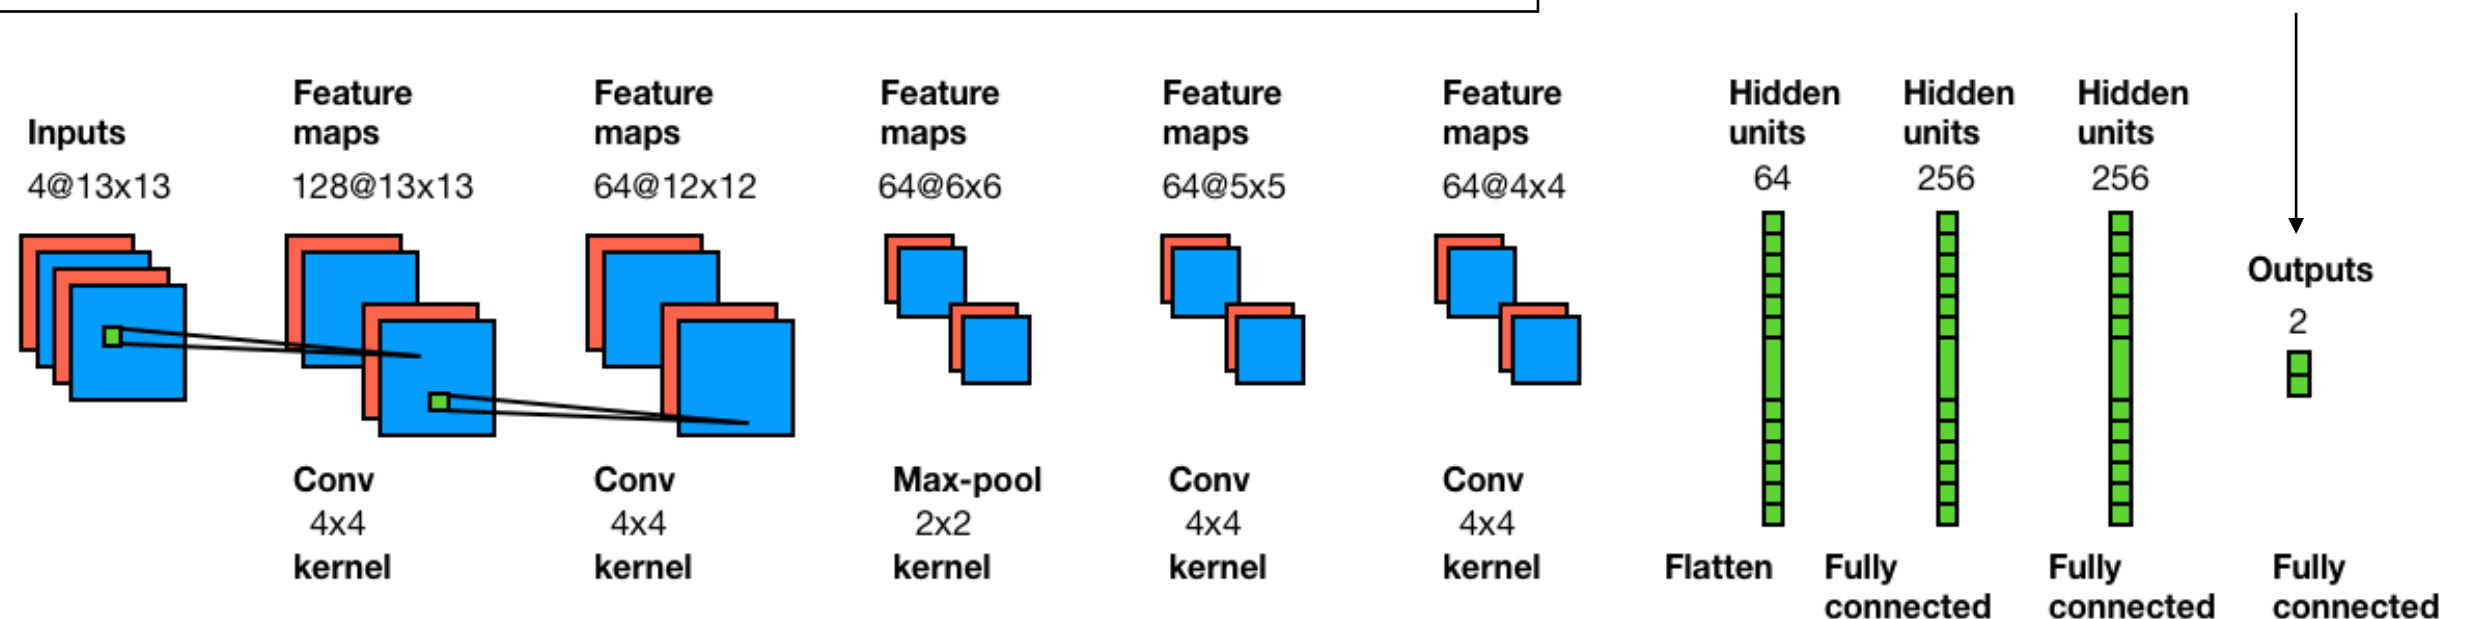 Inputs
4@13x13
Feature
maps
128@13x13
Feature
maps
64@12x12
Feature
maps
64@6x6
Feature
maps
64@5x5
Feature
maps
64@4x4
Hidden
units
64
Hidden
units
256
Hidden
units
256
Outputs
2
Conv
4x4
kernel
Conv
4x4
kernel
Max-pool
2x2
kernel
Conv
4x4
kernel
Conv
4x4
kernel
Flatten
Fully
connected
Fully
connected
Fully
connected